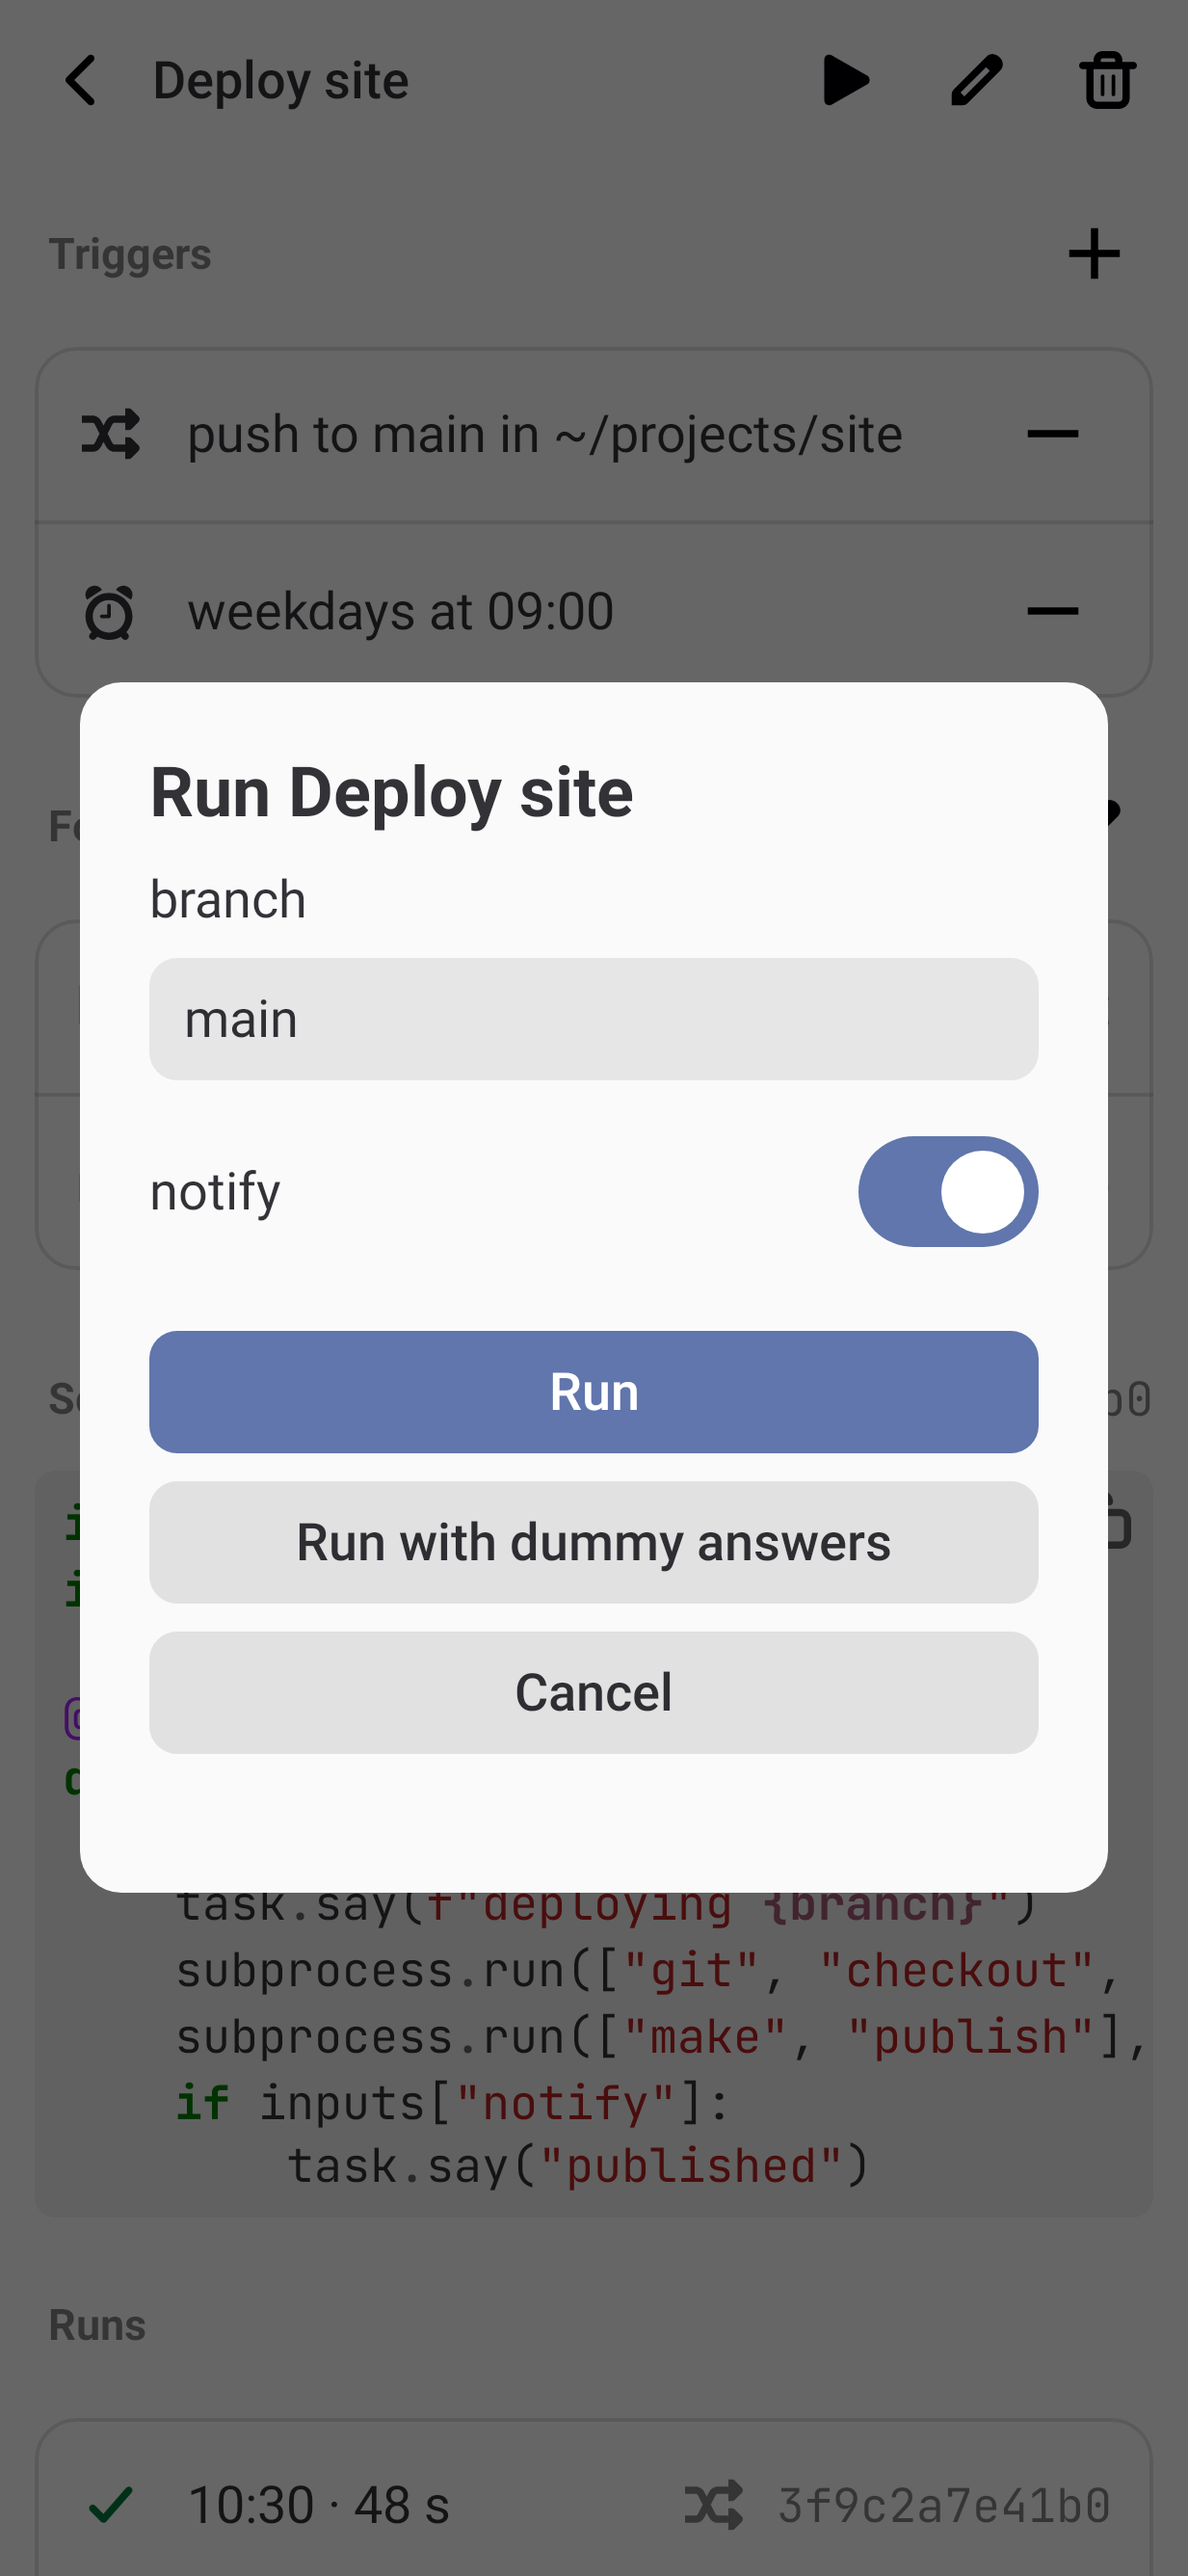 Deploy site
Triggers
push to main in ~/projects/site
weekdays at 09:00
Run Deploy site
branch
main
notify
Run
Run with dummy answers
Cancel
task.say(f"deploying {branch}")
subprocess.run(["git", "checkout",
subprocess.run(["make", "publish"],
if inputs["notify"]:
task.say("published")
Runs
10:30 · 48 s 3f9c2a7e41b0